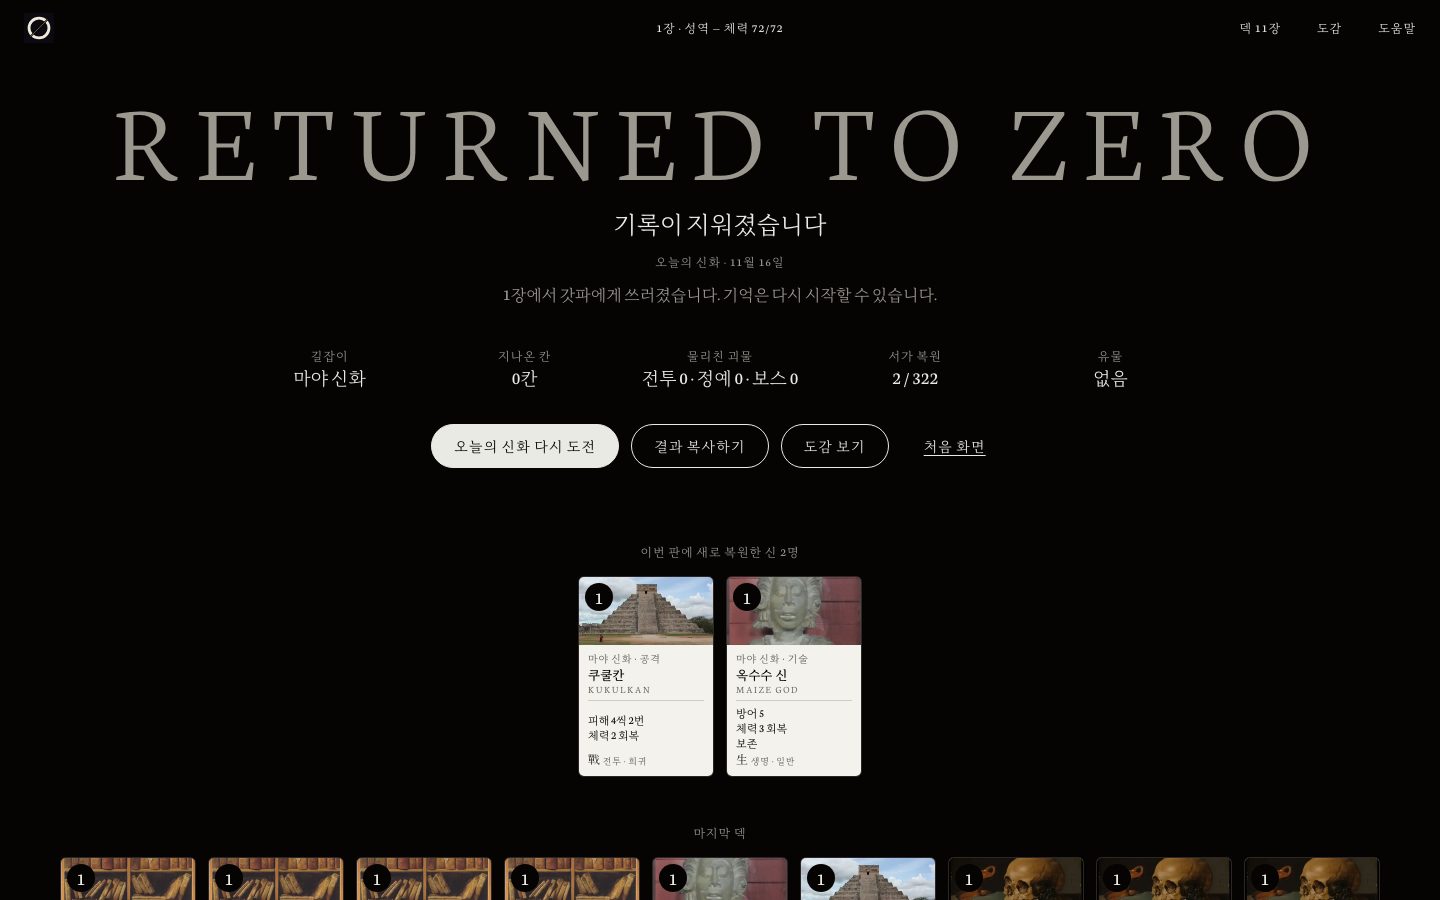 1장 · 성역 – 체력 72/72
덱 11장
도감
도움말
RETURNED TO ZERO
기록이 지워졌습니다
오늘의 신화 · 11월 16일
1장에서 갓파에게 쓰러졌습니다. 기억은 다시 시작할 수 있습니다.
길잡이
마야 신화
지나온 칸
0칸
물리친 괴물
전투 0 · 정예 0 · 보스 0
서가 복원
2 / 322
유물
없음
오늘의 신화 다시 도전
결과 복사하기
도감 보기
처음 화면
이번 판에 새로 복원한 신 2명
1
마야 신화 · 공격
쿠쿨칸
KUKULKAN
피해 4씩 2번
체력 2 회복
戰 전투 · 희귀
1
마야 신화 · 기술
옥수수 신
MAIZE GOD
방어 5
체력 3 회복
보존
生 생명 · 일반
마지막 덱
1
1
1
1
1
1
1
1
1